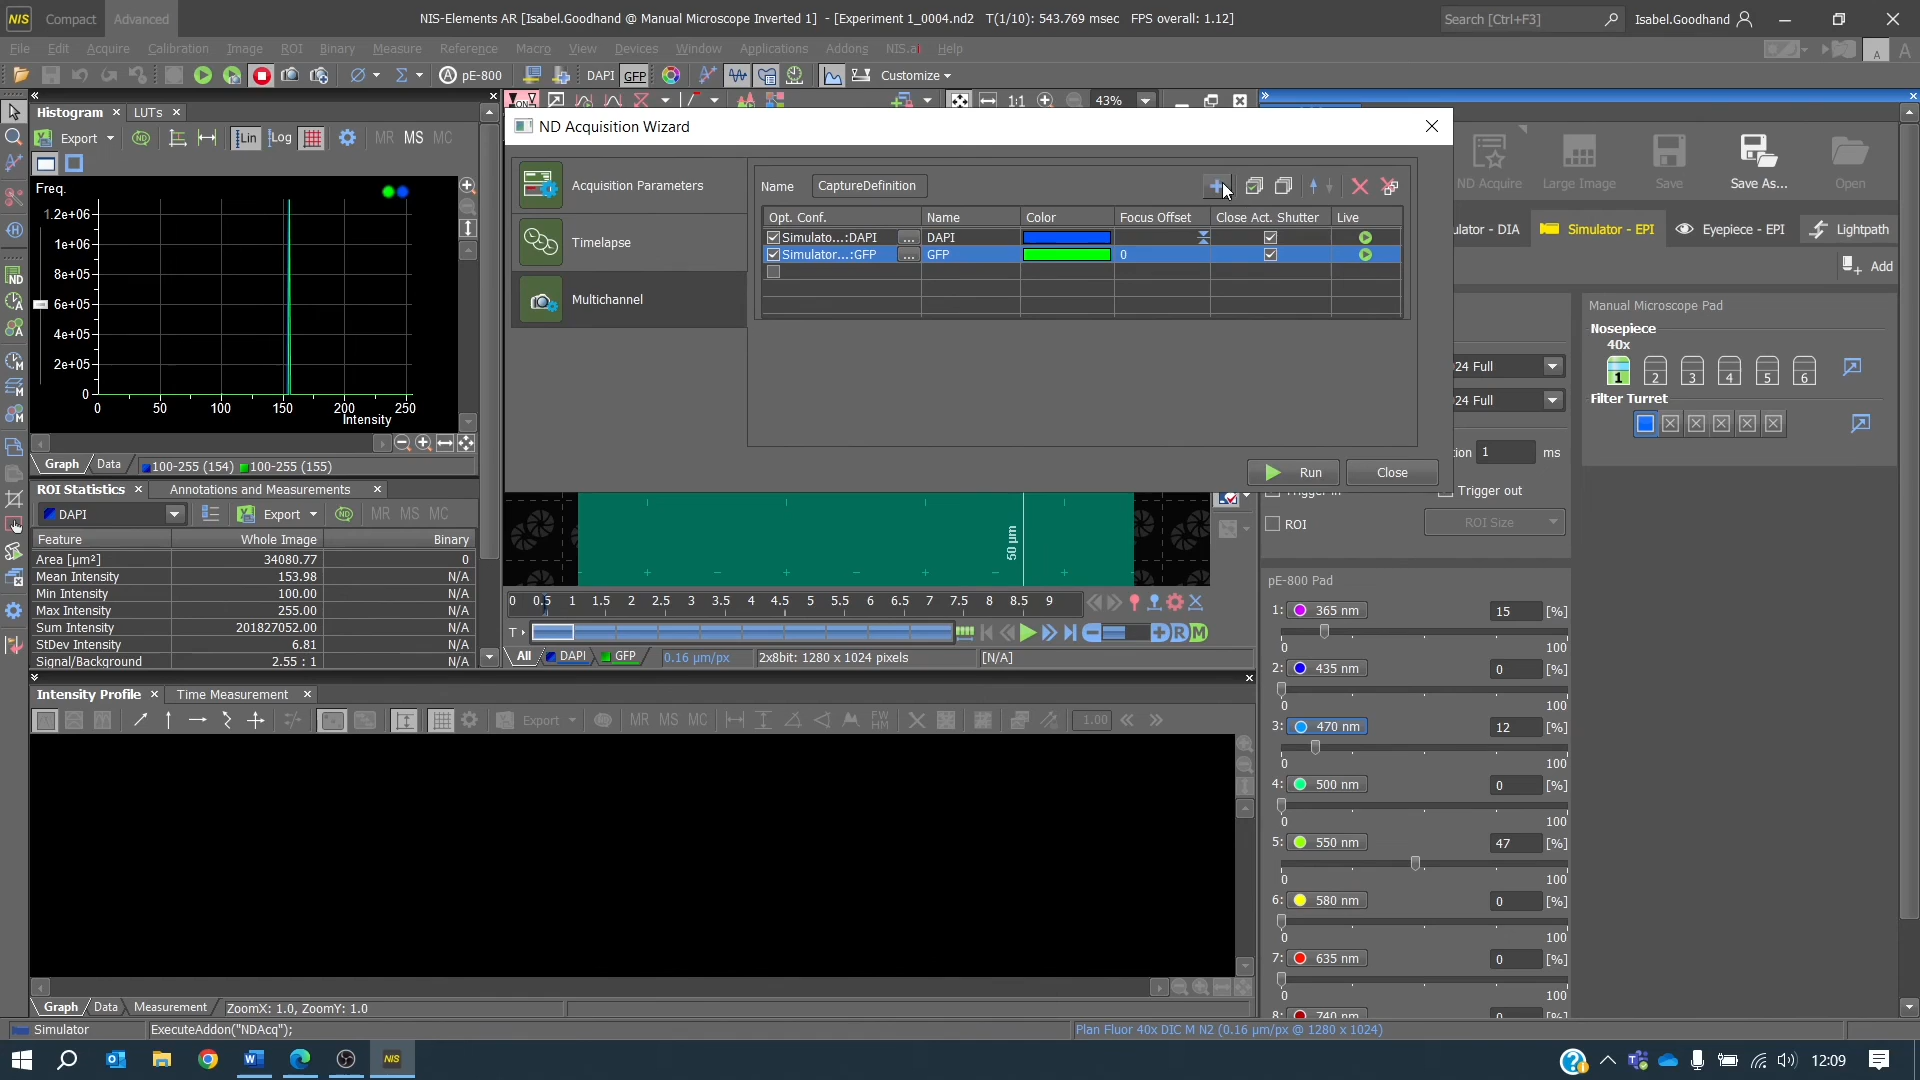 NIS Compact Advanced NIS-Elements AR [Isabel.Goodhand @ Manual Microscope Inverted 1] - [Experiment 1_0004.nd2 T(1/10): 543.769 msec FPS overall: 1.12] Search [Ctrl+F3] Isabel.Goodhand
File Edit Acquire Calibration Image ROI Binary Measure Reference Macro View Devices Window Applications Addons NIS.ai Help
pE-800 DAPI GFP Customize
Histogram LUTs 1:1 43%
Export Lin Log MR MS MC
Freq.
1.2e+06
1e+06
8e+05
6e+05
4e+05
2e+05
0
0 50 100 150 200 250
Intensity
Graph Data 100-255 (154) 100-255 (155)
ROI Statistics Annotations and Measurements
DAPI Export MR MS MC
Feature Whole Image Binary
Area [µm²] 34080.77 0
Mean Intensity 153.98 N/A
Min Intensity 100.00 N/A
Max Intensity 255.00 N/A
Sum Intensity 201827052.00 N/A
StDev Intensity 6.81 N/A
Signal/Background 2.55 : 1 N/A
ND Acquisition Wizard
Acquisition Parameters
Timelapse
Multichannel
Name CaptureDefinition
Opt. Conf. Name Color Focus Offset Close Act. Shutter Live
Simulato...:DAPI ... DAPI
Simulator...:GFP ... GFP 0
Run Close
50 µm
0 0.5 1 1.5 2 2.5 3 3.5 4 4.5 5 5.5 6 6.5 7 7.5 8 8.5 9
T R M
All DAPI GFP 0.16 µm/px 2x8bit: 1280 x 1024 pixels [N/A]
Intensity Profile Time Measurement
FW HM Export MR MS MC 1.00
Graph Data Measurement ZoomX: 1.0, ZoomY: 1.0
ND Acquire Large Image Save Save As... Open
ulator - DIA Simulator - EPI Eyepiece - EPI Lightpath
Add
24 Full
24 Full
tion 1 ms
Trigger in Trigger out
ROI ROI Size
Manual Microscope Pad
Nosepiece
40x
1 2 3 4 5 6
Filter Turret
pE-800 Pad
1: 365 nm 15 [%]
0 100
2: 435 nm 0 [%]
0 100
3: 470 nm 12 [%]
0 100
4: 500 nm 0 [%]
0 100
5: 550 nm 47 [%]
0 100
6: 580 nm 0 [%]
0 100
7: 635 nm 0 [%]
0 100
8: 740 nm 0 [%]
Simulator ExecuteAddon("NDAcq"); Plan Fluor 40x DIC M N2 (0.16 µm/px @ 1280 x 1024)
NIS 12:09